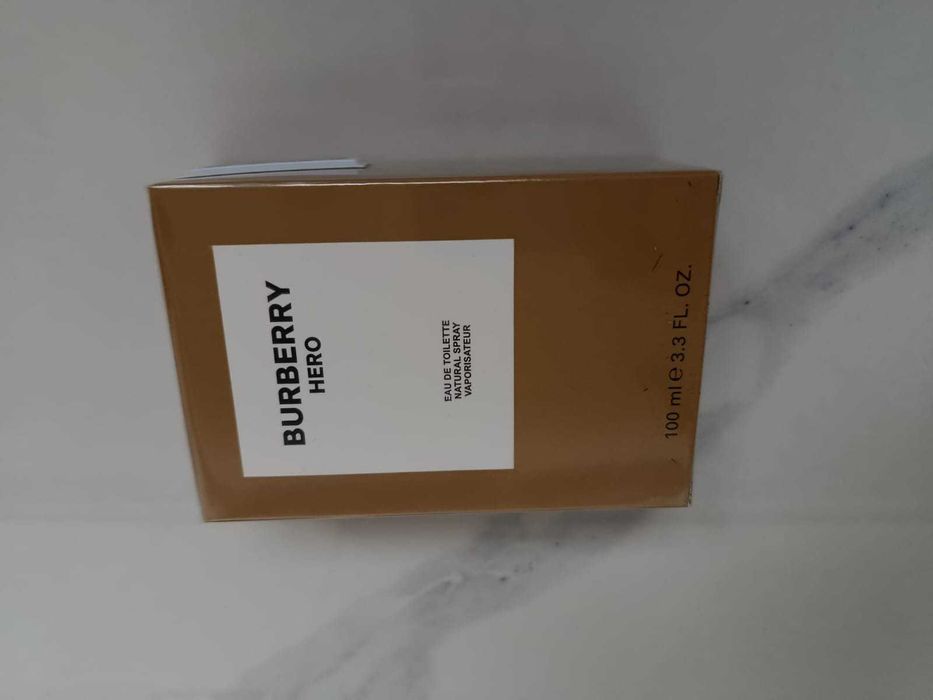 BURBERRY
HERO
EAU DE TOILETTE
NATURAL SPRAY
VAPORISATEUR
100 ml ℮ 3.3 FL. OZ.